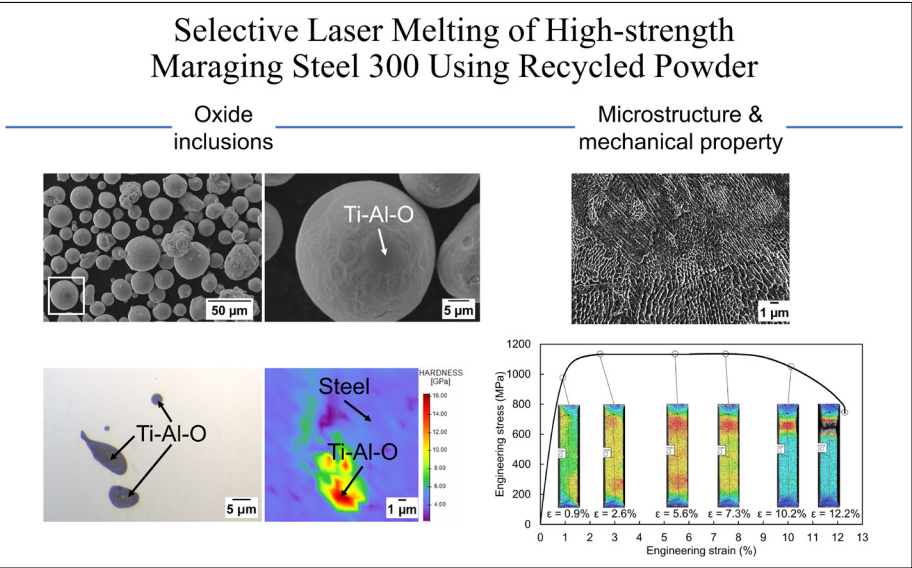 Selective Laser Melting of High-strength
Maraging Steel 300 Using Recycled Powder
Oxide
inclusions
Microstructure &
mechanical property
Ti-Al-O
50 µm
5 µm
1 µm
Ti-Al-O
5 µm
Steel
Ti-Al-O
1 µm
HARDNESS
[GPa]
16.00
12.00
10.00
8.00
6.00
4.00
Engineering stress (MPa)
1200
1000
800
600
400
200
0
ε = 0.9% ε = 2.6% ε = 5.6% ε = 7.3% ε = 10.2% ε = 12.2%
0 1 2 3 4 5 6 7 8 9 10 11 12 13
Engineering strain (%)